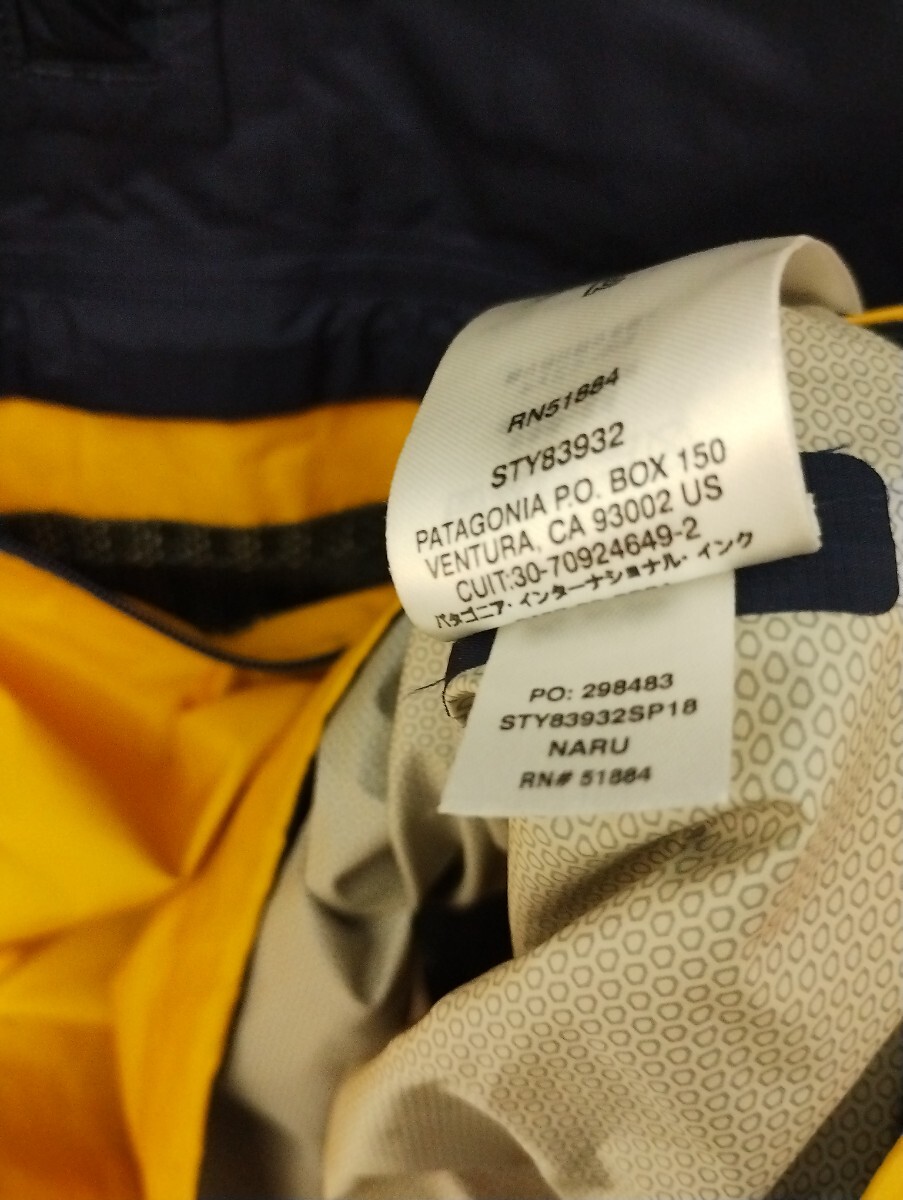 RN51884
STY83932
PATAGONIA P.O. BOX 150
VENTURA, CA 93002 US
CUIT:30-70924649-2
パタゴニア・インターナショナル・インク
PO: 298483
STY83932SP18
NARU
RN# 51884